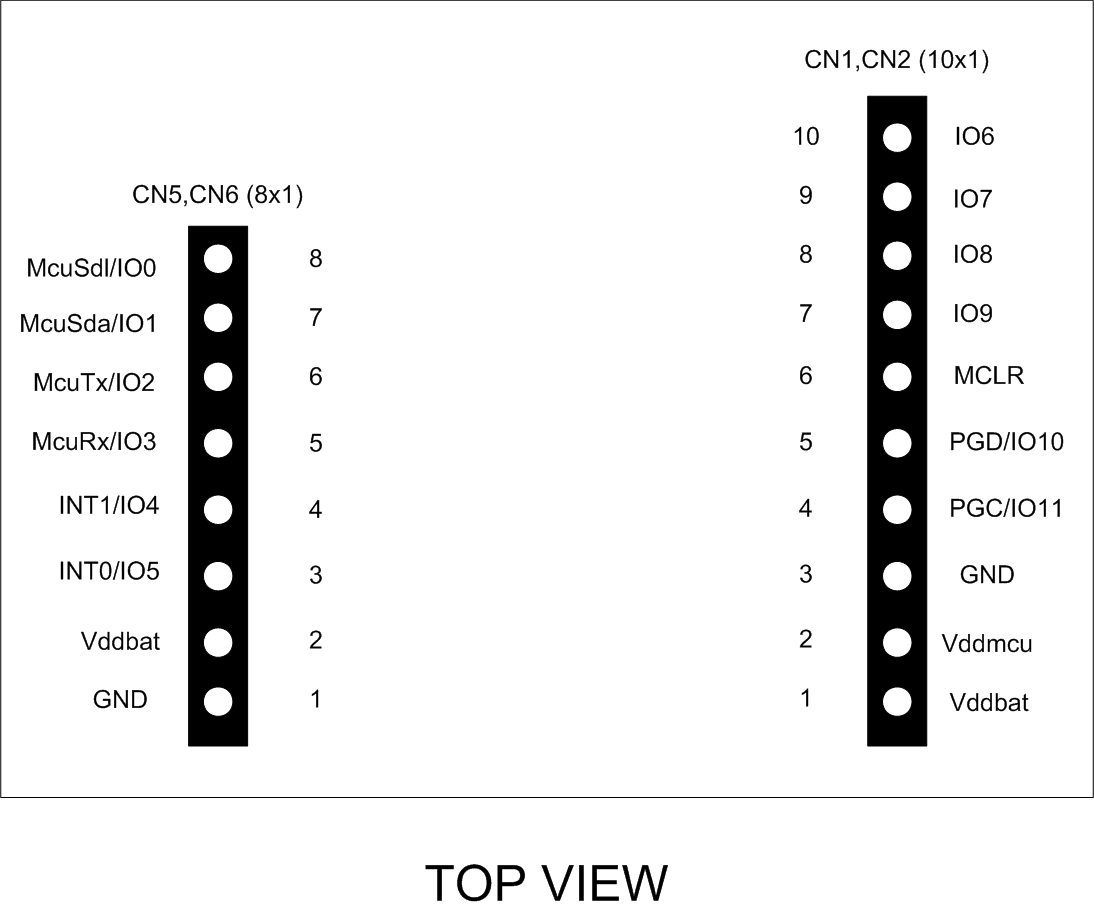 CN1,CN2 (10x1)
10 IO6
9 IO7
CN5,CN6 (8x1)
McuSdl/IO0 8 8 IO8
McuSda/IO1 7 7 IO9
McuTx/IO2 6 6 MCLR
McuRx/IO3 5 5 PGD/IO10
INT1/IO4 4 4 PGC/IO11
INT0/IO5 3 3 GND
Vddbat 2 2 Vddmcu
GND 1 1 Vddbat
TOP VIEW